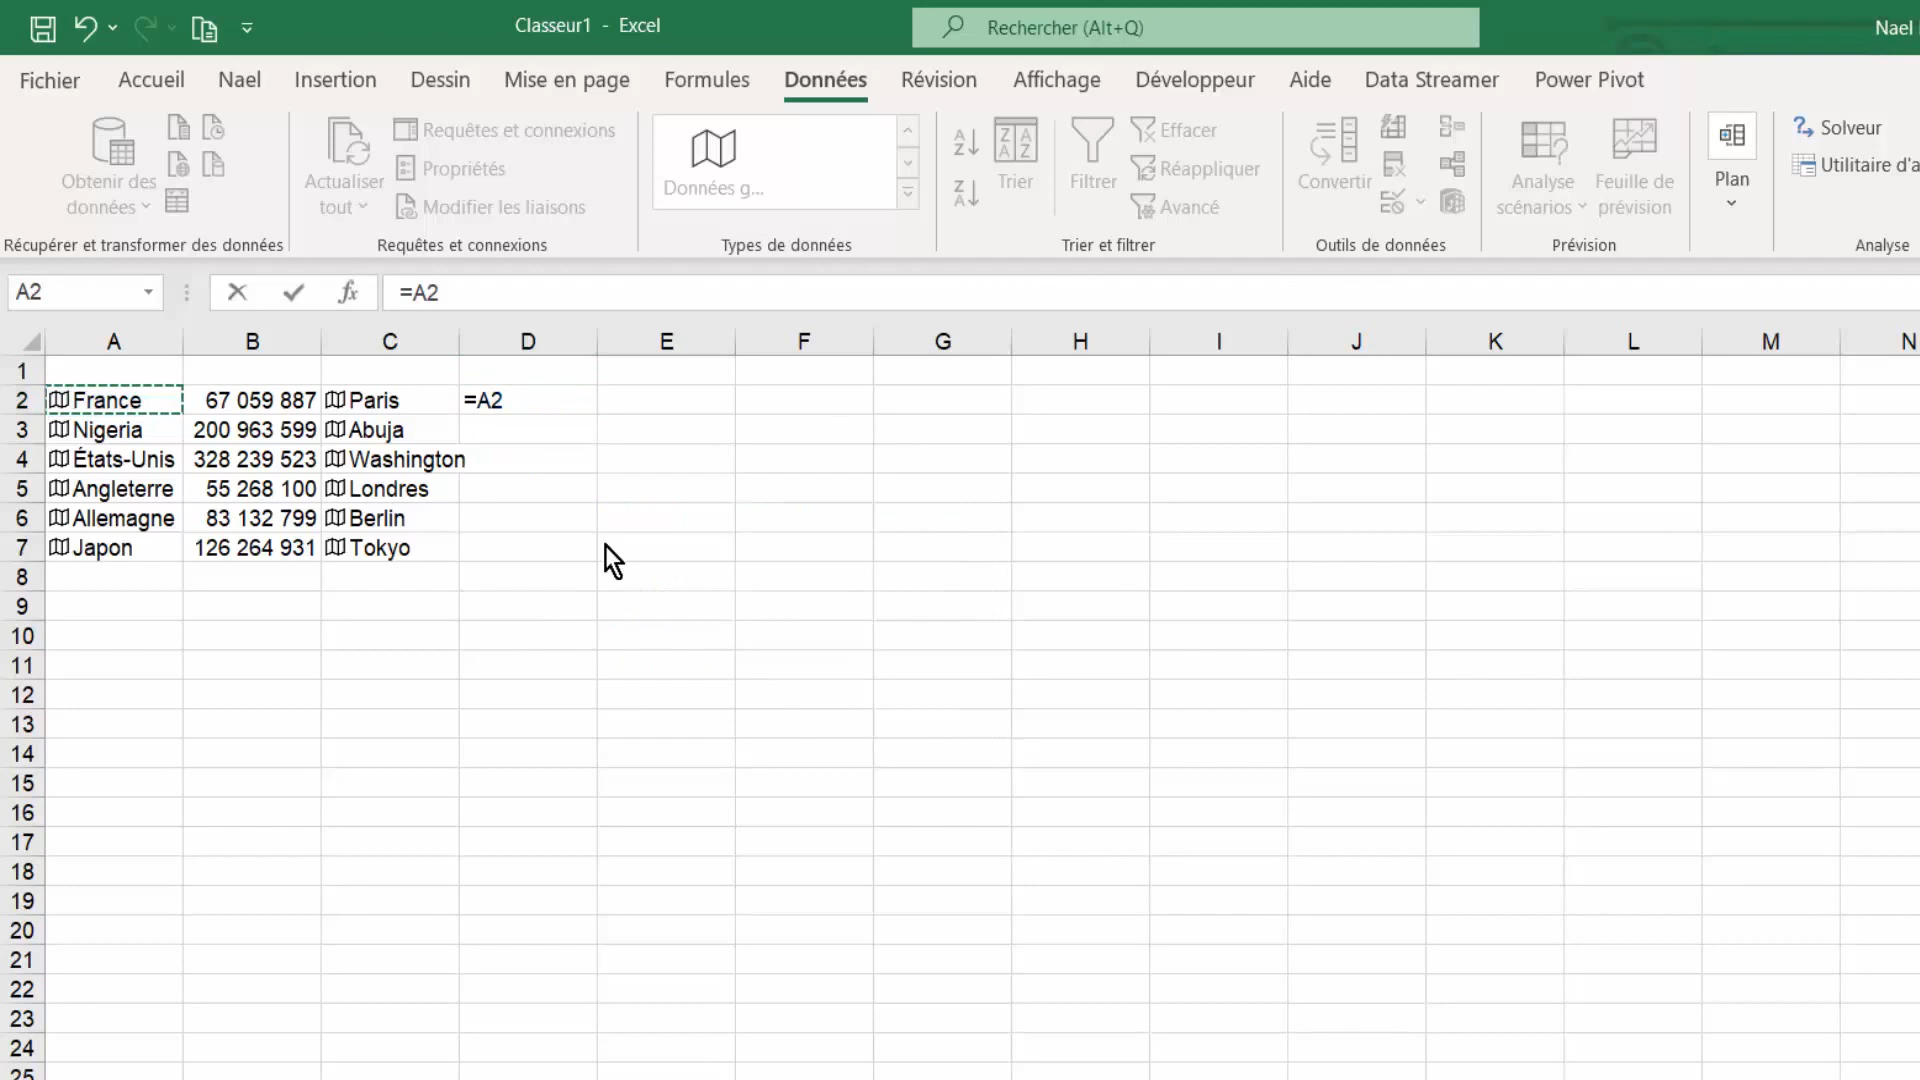 Classeur1 - Excel
Rechercher (Alt+Q)
Nael
Fichier Accueil Nael Insertion Dessin Mise en page Formules Données Révision Affichage Développeur Aide Data Streamer Power Pivot
Obtenir des
données
Actualiser
tout
Requêtes et connexions
Propriétés
Modifier les liaisons
Données g...
A
Z
Z
A
Z A
A Z
Trier
Filtrer
Effacer
Réappliquer
Avancé
Convertir
Analyse
scénarios
Feuille de
prévision
Plan
Solveur
Utilitaire d'a
Récupérer et transformer des données
Requêtes et connexions
Types de données
Trier et filtrer
Outils de données
Prévision
Analyse
A2
fx
=A2
A B C D E F G H I J K L M N
1
2 France 67 059 887 Paris =A2
3 Nigeria 200 963 599 Abuja
4 États-Unis 328 239 523 Washington
5 Angleterre 55 268 100 Londres
6 Allemagne 83 132 799 Berlin
7 Japon 126 264 931 Tokyo
8
9
10
11
12
13
14
15
16
17
18
19
20
21
22
23
24
25